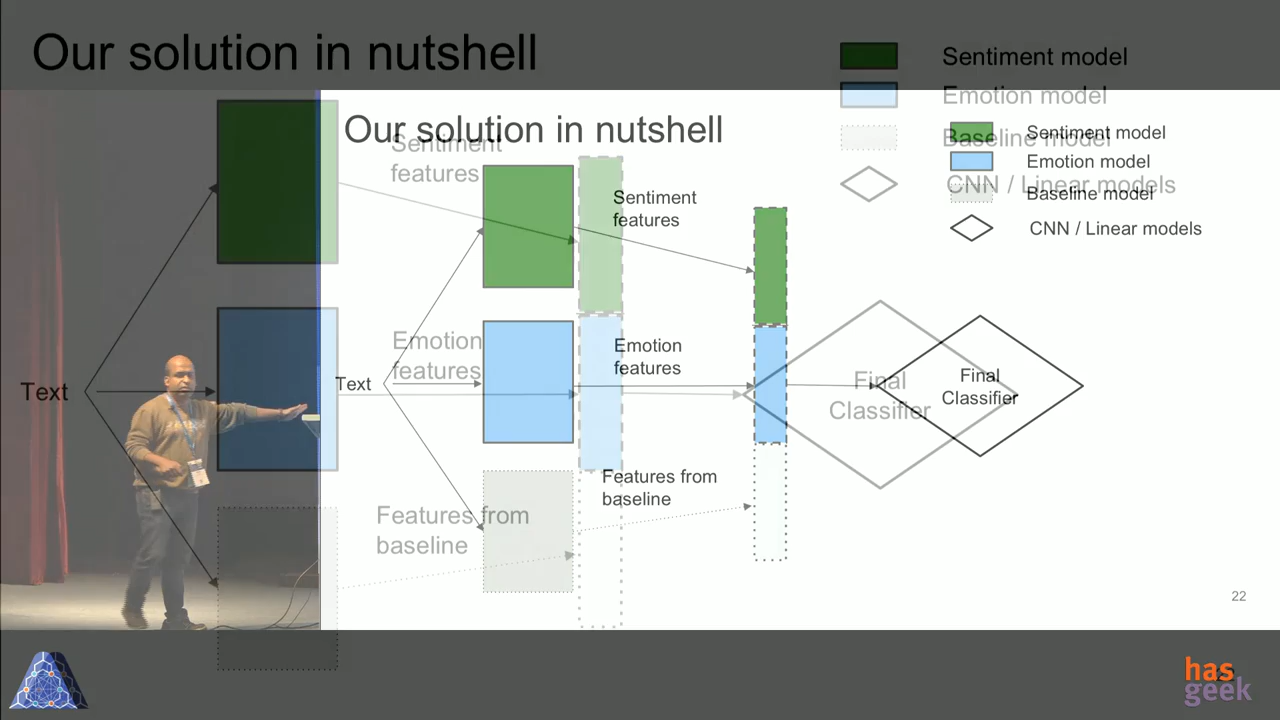 Our solution in nutshell
Sentiment model
Emotion model
Baseline model
CNN / Linear models
Sentiment
features
Text
Emotion
features
Features from
baseline
Final
Classifier
Our solution in nutshell
Sentiment model
Emotion model
Baseline model
CNN / Linear models
Sentiment
features
Text
Emotion
features
Final
Classifier
Features from
baseline
22
has
geek